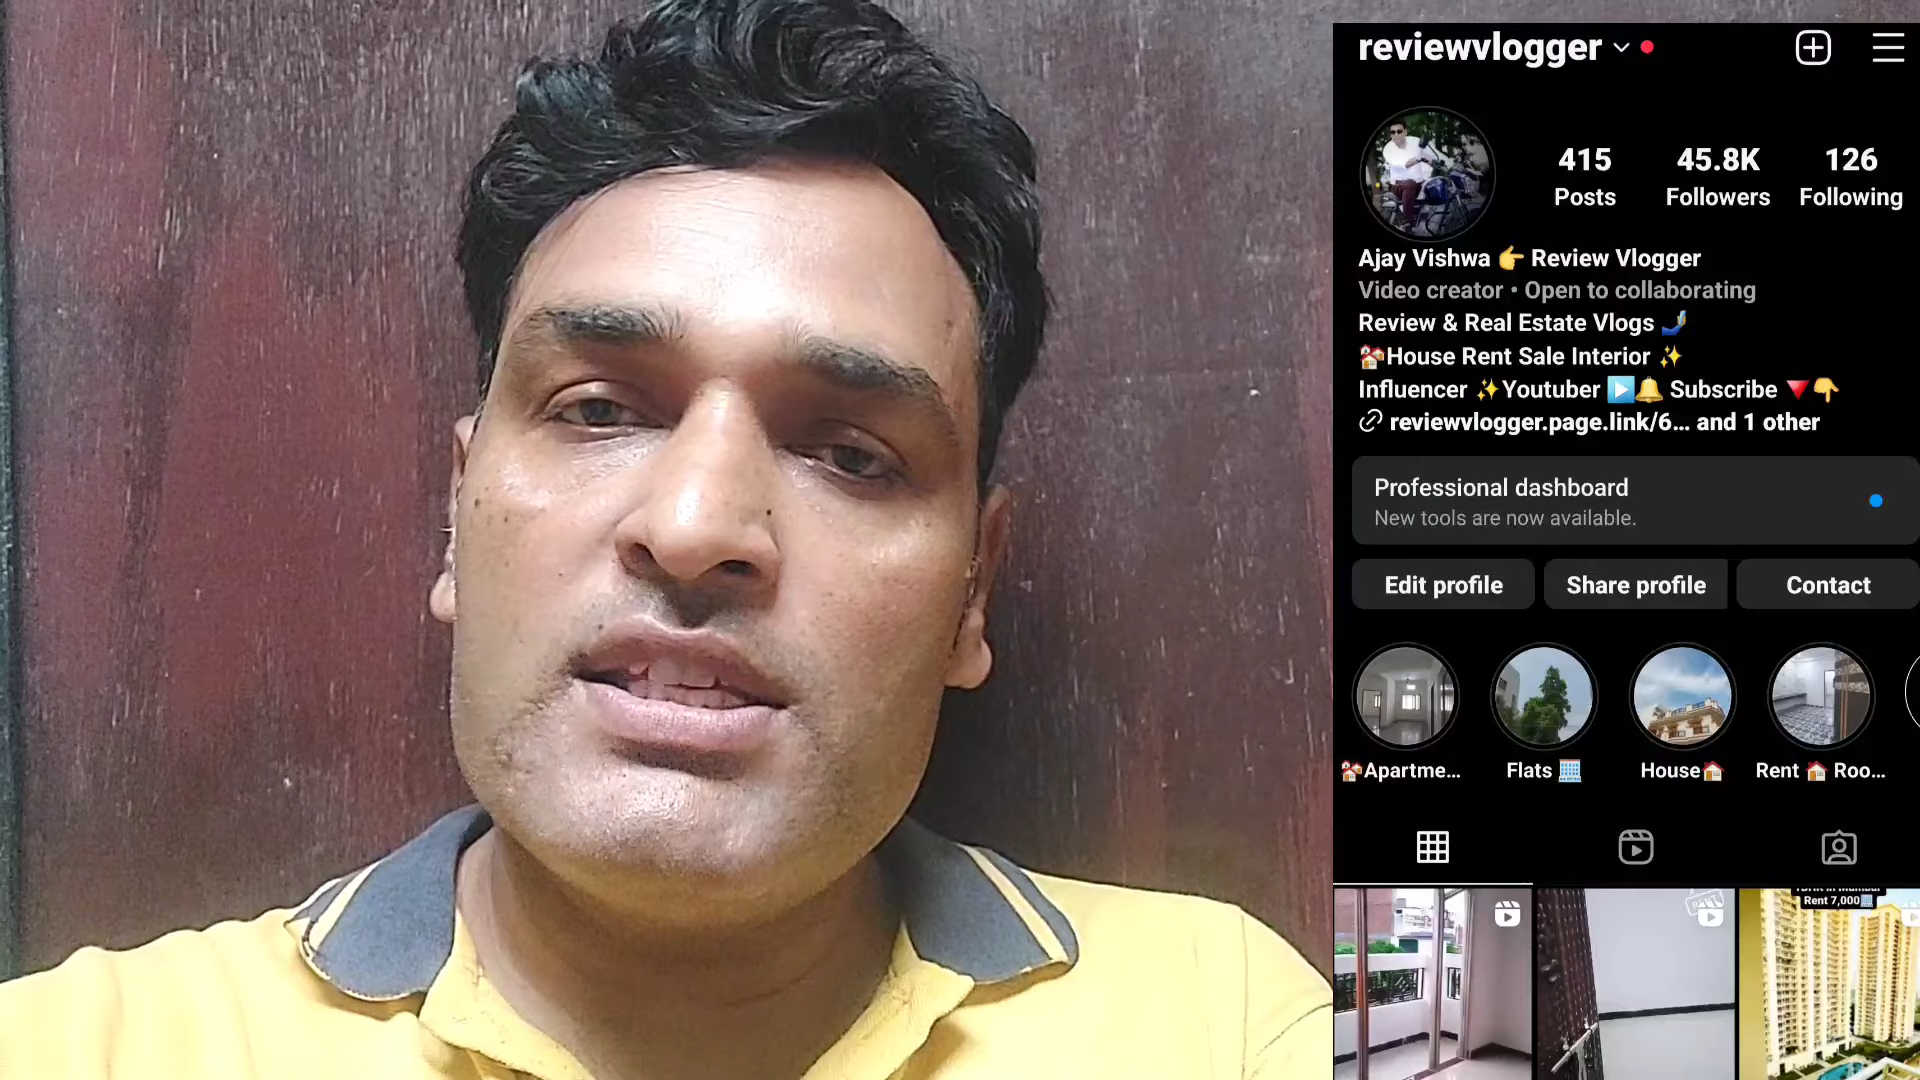 reviewvlogger
415 45.8K 126
Posts Followers Following
Ajay Vishwa 👉 Review Vlogger
Video creator • Open to collaborating
Review & Real Estate Vlogs 🤳
🏘️House Rent Sale Interior ✨
Influencer ✨Youtuber ▶️🔔 Subscribe 🔻👇
reviewvlogger.page.link/6... and 1 other
Professional dashboard
New tools are now available.
Edit profile Share profile Contact
🏘️Apartme... Flats 🏢 House🏠 Rent 🏠 Roo...
Rent 7,000🏢